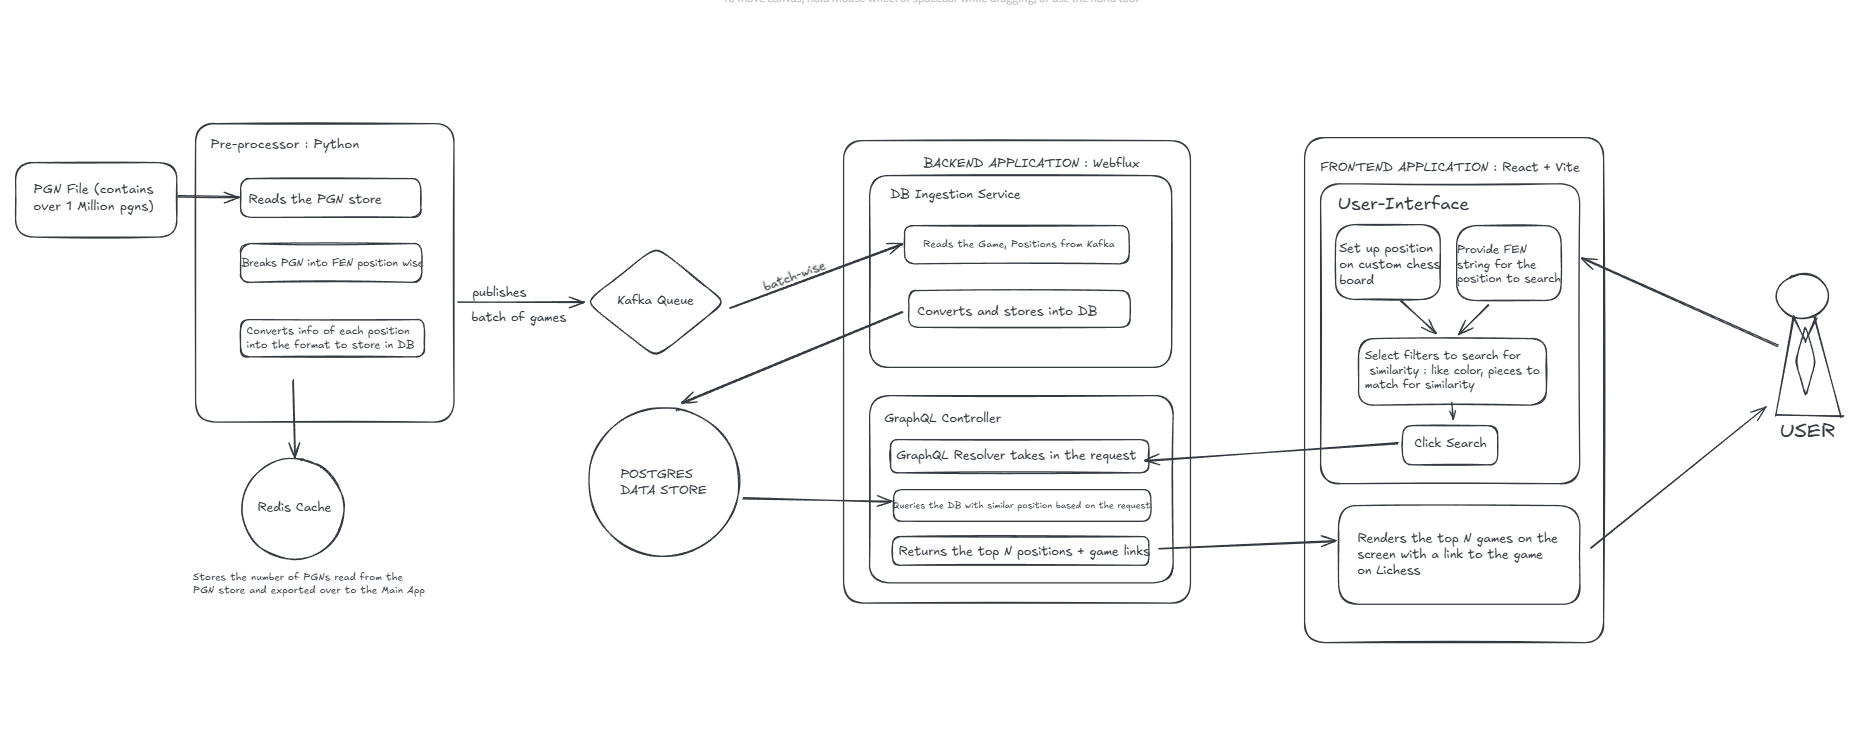 To move canvas, hold mouse wheel or spacebar while dragging, or use the hand tool
PGN File (contains
over 1 Million pgns)
Pre-processor : Python
Reads the PGN store
Breaks PGN into FEN position wise
Converts info of each position
into the format to store in DB
Redis Cache
Stores the number of PGNs read from the
PGN store and exported over to the Main App
publishes
batch of games
Kafka Queue
batch-wise
POSTGRES
DATA STORE
BACKEND APPLICATION : Webflux
DB Ingestion Service
Reads the Game, Positions from Kafka
Converts and stores into DB
GraphQL Controller
GraphQL Resolver takes in the request
Queries the DB with similar position based on the request
Returns the top N positions + game links
FRONTEND APPLICATION : React + Vite
User-Interface
Set up position
on custom chess
board
Provide FEN
string for the
position to search
Select filters to search for
similarity : like color, pieces to
match for similarity
Click Search
Renders the top N games on the
screen with a link to the game
on Lichess
USER